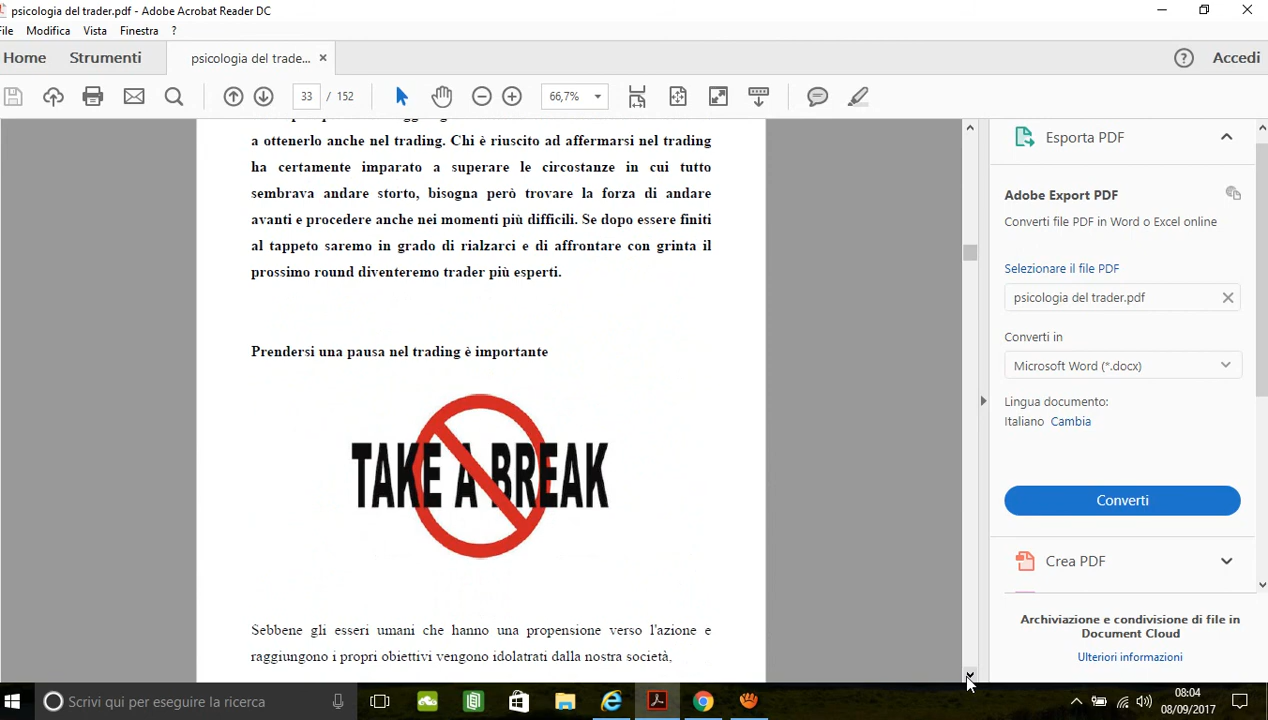 psicologia del trader.pdf - Adobe Acrobat Reader DC
File Modifica Vista Finestra ?
Home Strumenti psicologia del trade... × Accedi
33 / 152 66,7%
a ottenerlo anche nel trading. Chi è riuscito ad affermarsi nel trading
ha certamente imparato a superare le circostanze in cui tutto
sembrava andare storto, bisogna però trovare la forza di andare
avanti e procedere anche nei momenti più difficili. Se dopo essere finiti
al tappeto saremo in grado di rialzarci e di affrontare con grinta il
prossimo round diventeremo trader più esperti.
Prendersi una pausa nel trading è importante
TAKE A BREAK
Sebbene gli esseri umani che hanno una propensione verso l'azione e
raggiungono i propri obiettivi vengono idolatrati dalla nostra società,
Esporta PDF
Adobe Export PDF
Converti file PDF in Word o Excel online
Selezionare il file PDF
psicologia del trader.pdf
Converti in
Microsoft Word (*.docx)
Lingua documento:
Italiano Cambia
Converti
Crea PDF
Archiviazione e condivisione di file in
Document Cloud
Ulteriori informazioni
Scrivi qui per eseguire la ricerca
08:04
08/09/2017